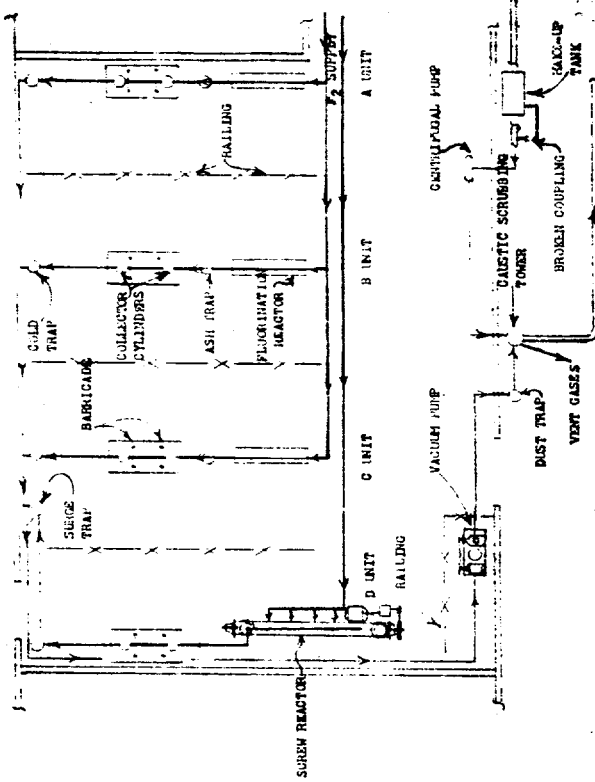 COLD
TRAP
SURGE
TRAP
BARRICADE
COLLECTOR
CYLINDERS
ASH TRAP
RAILING
FLUORINATION
REACTOR
F2 SUPPLY
SCREW REACTOR
D UNIT
C UNIT
B UNIT
A UNIT
RAILING
VACUUM PUMP
CENTRIFUGAL PUMP
CAUSTIC SCRUBBING
TOWER
DUST TRAP
VENT GASES
BROKEN COUPLING
MAKE-UP
TANK